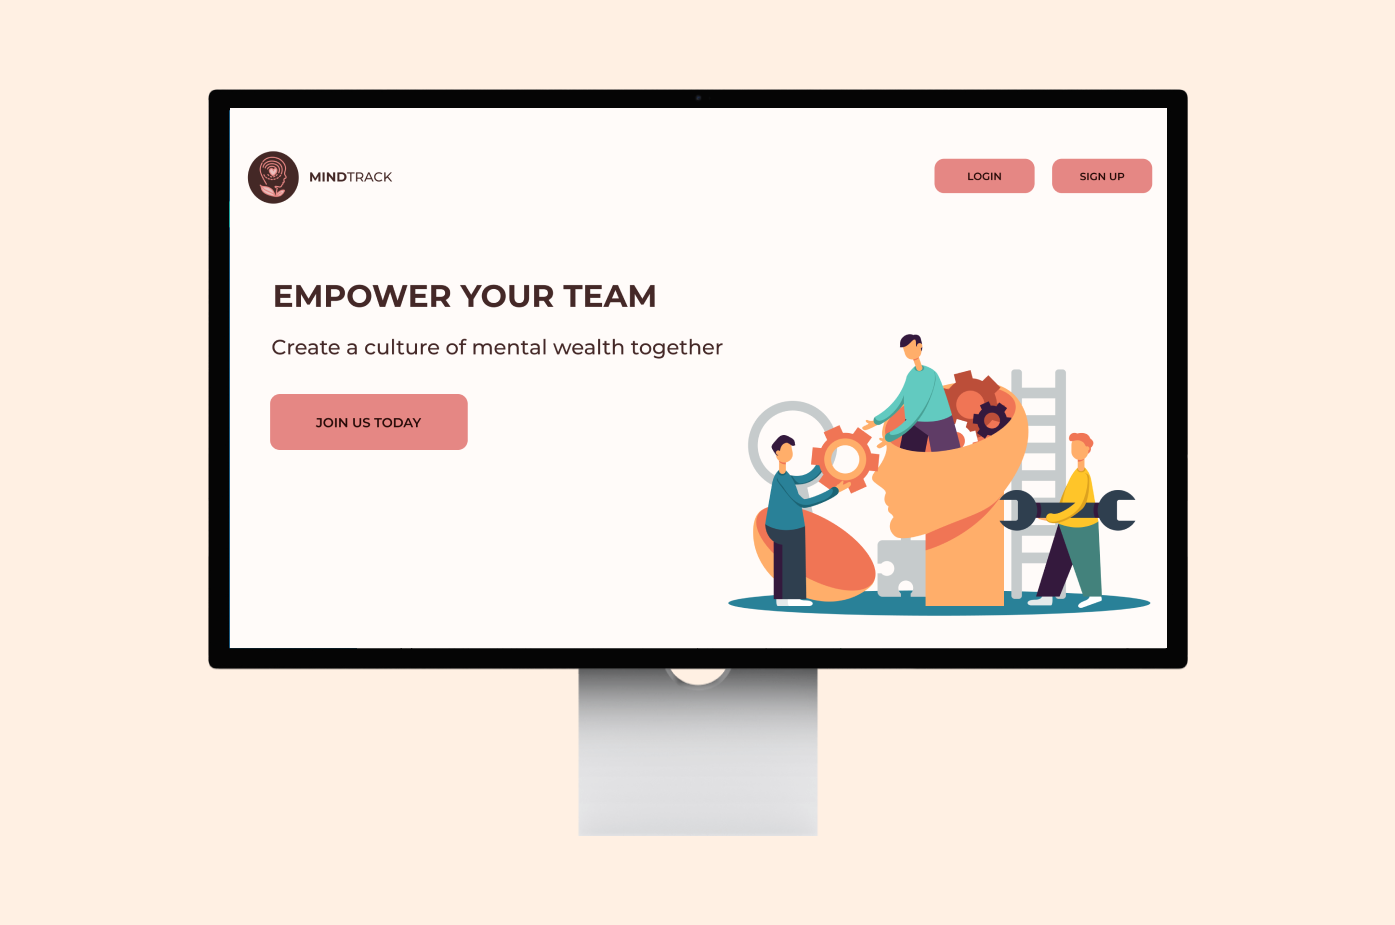 MINDTRACK
LOGIN
SIGN UP
EMPOWER YOUR TEAM
Create a culture of mental wealth together
JOIN US TODAY